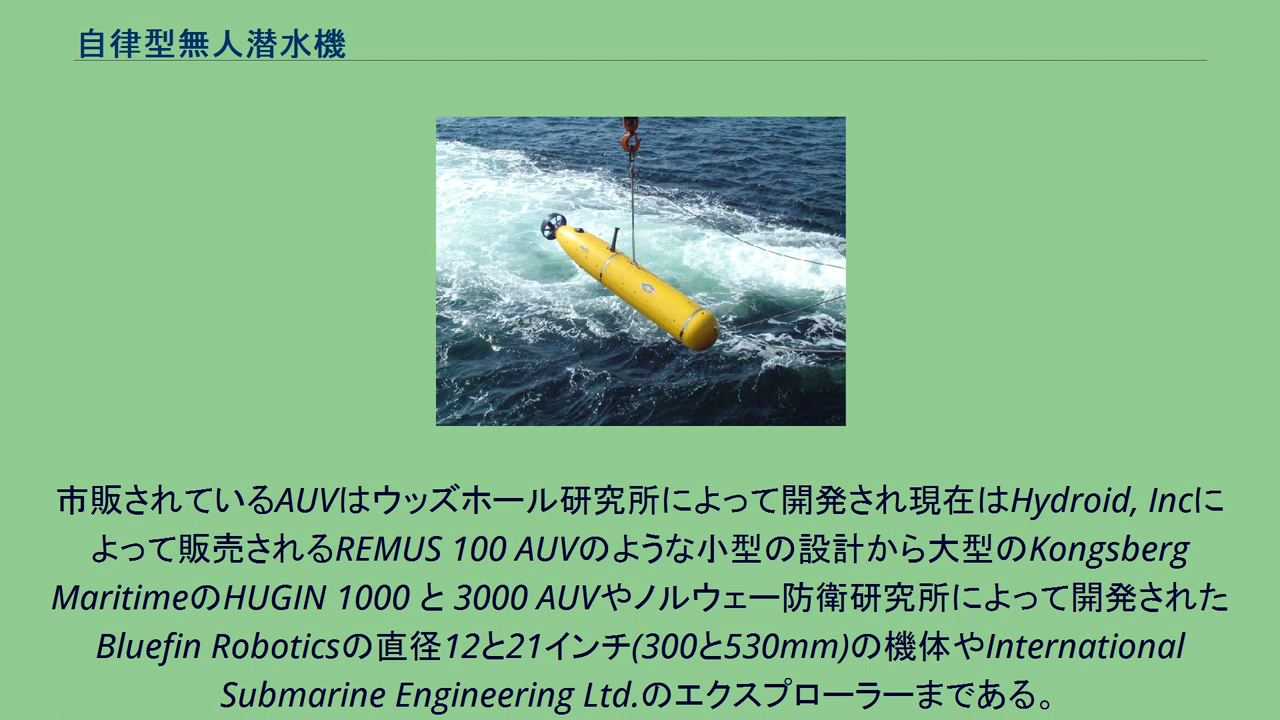 自律型無人潜水機
市販されているAUVはウッズホール研究所によって開発され現在はHydroid, Incに
よって販売されるREMUS 100 AUVのような小型の設計から大型のKongsberg
MaritimeのHUGIN 1000 と 3000 AUVやノルウェー防衛研究所によって開発された
Bluefin Roboticsの直径12と21インチ(300と530mm)の機体やInternational
Submarine Engineering Ltd.のエクスプローラーまである。